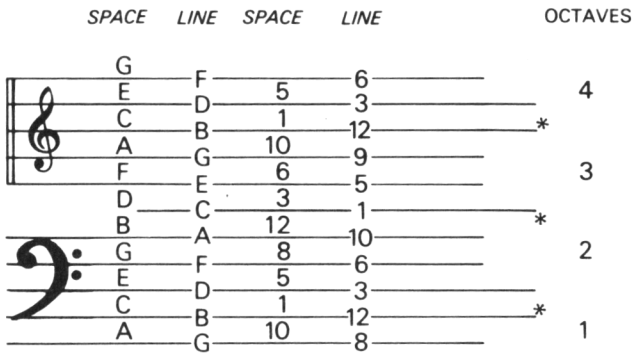 SPACE LINE SPACE LINE OCTAVES
G
F 6
E 5 4
D 3
C 1
B 12 *
A 10
G 9
F 6 3
E 5
D 3
C 1 *
B 12
A 10
G 8 2
F 6
E 5
D 3
C 1
B 12 *
A 10 1
G 8